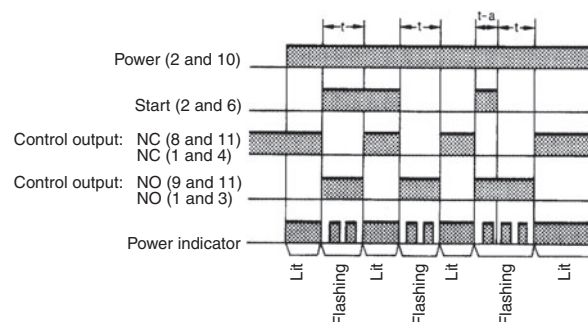 t-a
t t t
Power (2 and 10)
Start (2 and 6)
Control output: NC (8 and 11)
NC (1 and 4)
Control output: NO (9 and 11)
NO (1 and 3)
Power indicator
Lit Flashing Lit Flashing Lit Flashing Lit